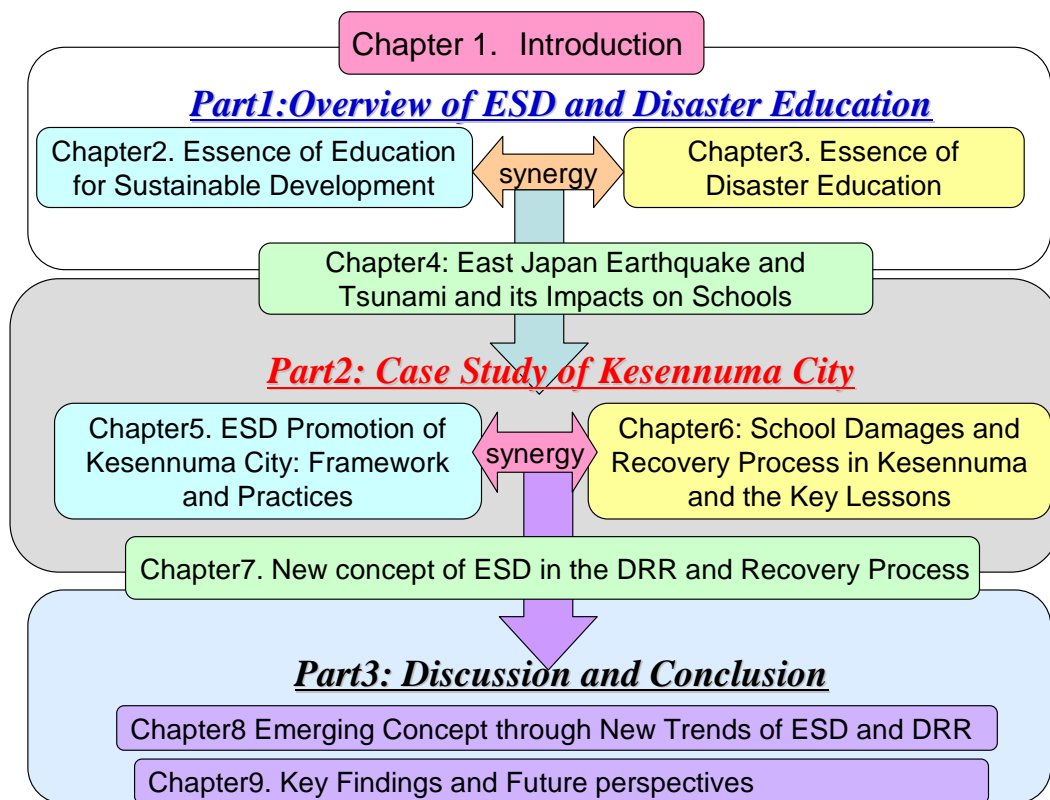 Chapter 1. Introduction
Part1:Overview of ESD and Disaster Education
Chapter2. Essence of Education
for Sustainable Development
synergy
Chapter3. Essence of
Disaster Education
Chapter4: East Japan Earthquake and
Tsunami and its Impacts on Schools
Part2: Case Study of Kesennuma City
Chapter5. ESD Promotion of
Kesennuma City: Framework
and Practices
synergy
Chapter6: School Damages and
Recovery Process in Kesennuma
and the Key Lessons
Chapter7. New concept of ESD in the DRR and Recovery Process
Part3: Discussion and Conclusion
Chapter8 Emerging Concept through New Trends of ESD and DRR
Chapter9. Key Findings and Future perspectives